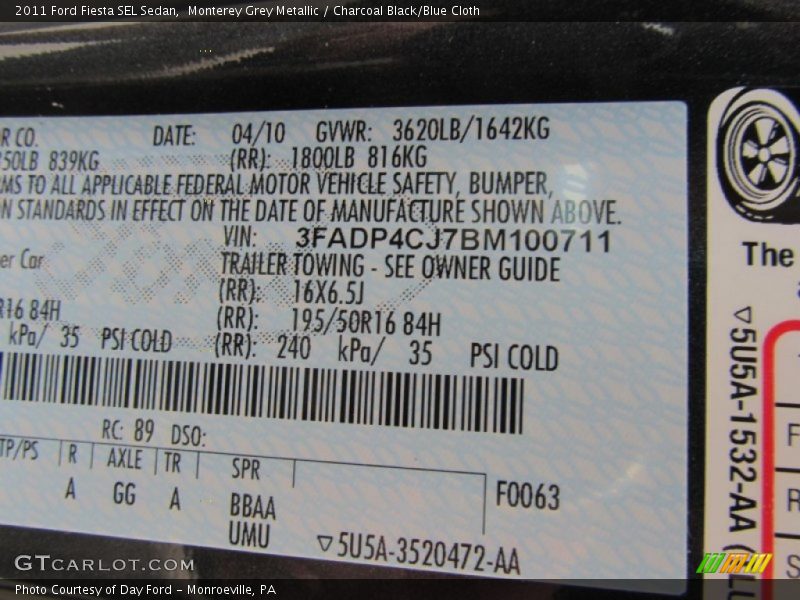 2011 Ford Fiesta SEL Sedan, Monterey Grey Metallic / Charcoal Black/Blue Cloth
R CO. DATE: 04/10 GVWR: 3620LB/1642KG
50LB 839KG (RR): 1800LB 816KG
MS TO ALL APPLICABLE FEDERAL MOTOR VEHICLE SAFETY, BUMPER,
N STANDARDS IN EFFECT ON THE DATE OF MANUFACTURE SHOWN ABOVE.
VIN: 3FADP4CJ7BM100711
er Car TRAILER TOWING - SEE OWNER GUIDE
(RR): 16X6.5J
R16 84H (RR): 195/50R16 84H
kPa/ 35 PSI COLD (RR): 240 kPa/ 35 PSI COLD
RC: 89 DSO:
TP/PS R AXLE TR SPR
A GG A BBAA F0063
UMU ▽5U5A-3520472-AA
The
▽5U5A-1532-AA
F
R
S
GTCARLOT.COM
Photo Courtesy of Day Ford – Monroeville, PA